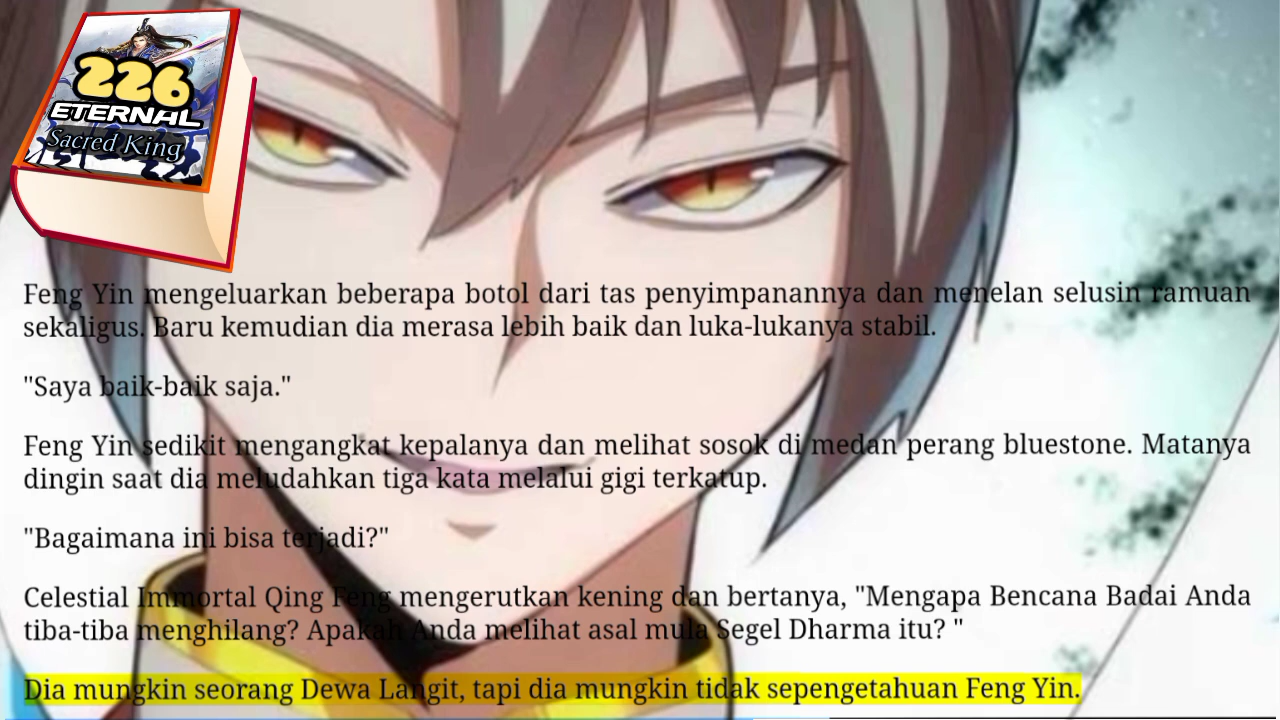 226
ETERNAL
Sacred King
Feng Yin mengeluarkan beberapa botol dari tas penyimpanannya dan menelan selusin ramuan
sekaligus. Baru kemudian dia merasa lebih baik dan luka-lukanya stabil.
"Saya baik-baik saja."
Feng Yin sedikit mengangkat kepalanya dan melihat sosok di medan perang bluestone. Matanya
dingin saat dia meludahkan tiga kata melalui gigi terkatup.
"Bagaimana ini bisa terjadi?"
Celestial Immortal Qing Feng mengerutkan kening dan bertanya, "Mengapa Bencana Badai Anda
tiba-tiba menghilang? Apakah Anda melihat asal mula Segel Dharma itu? "
Dia mungkin seorang Dewa Langit, tapi dia mungkin tidak sepengetahuan Feng Yin.